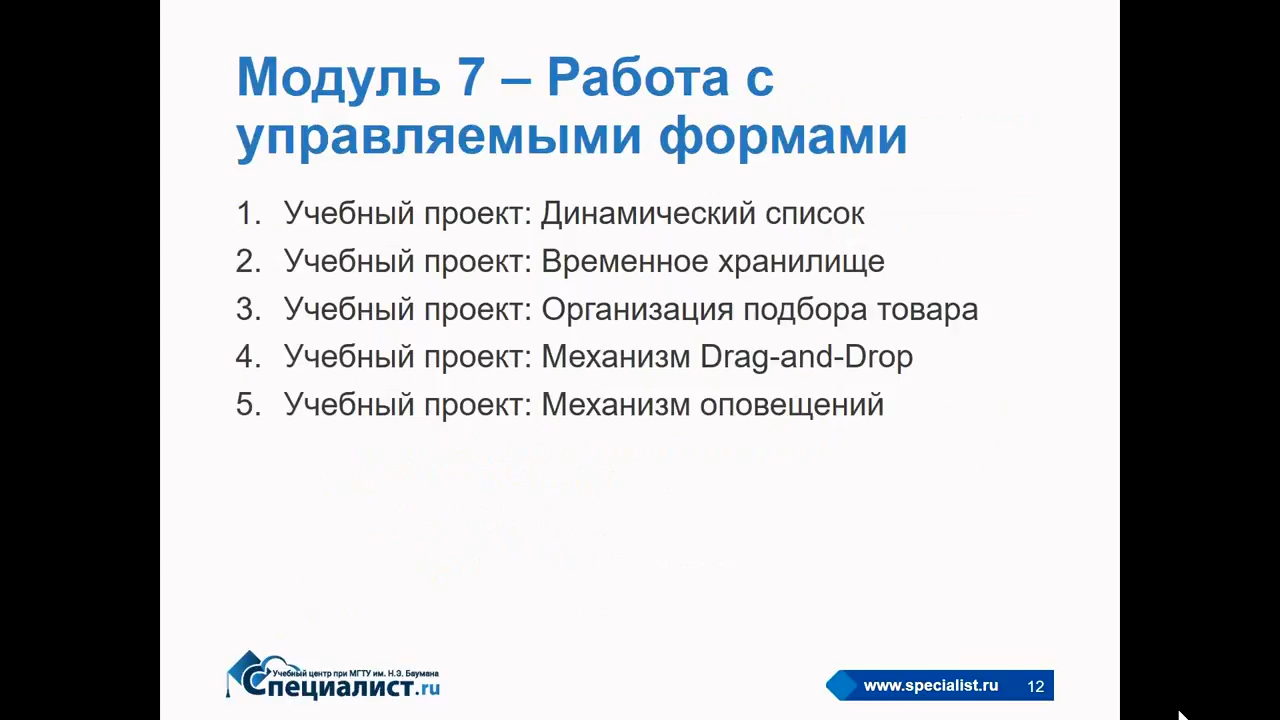 Модуль 7 – Работа с
управляемыми формами
1. Учебный проект: Динамический список
2. Учебный проект: Временное хранилище
3. Учебный проект: Организация подбора товара
4. Учебный проект: Механизм Drag-and-Drop
5. Учебный проект: Механизм оповещений
Учебный центр при МГТУ им. Н.Э. Баумана
Специалист.ru
www.specialist.ru 12